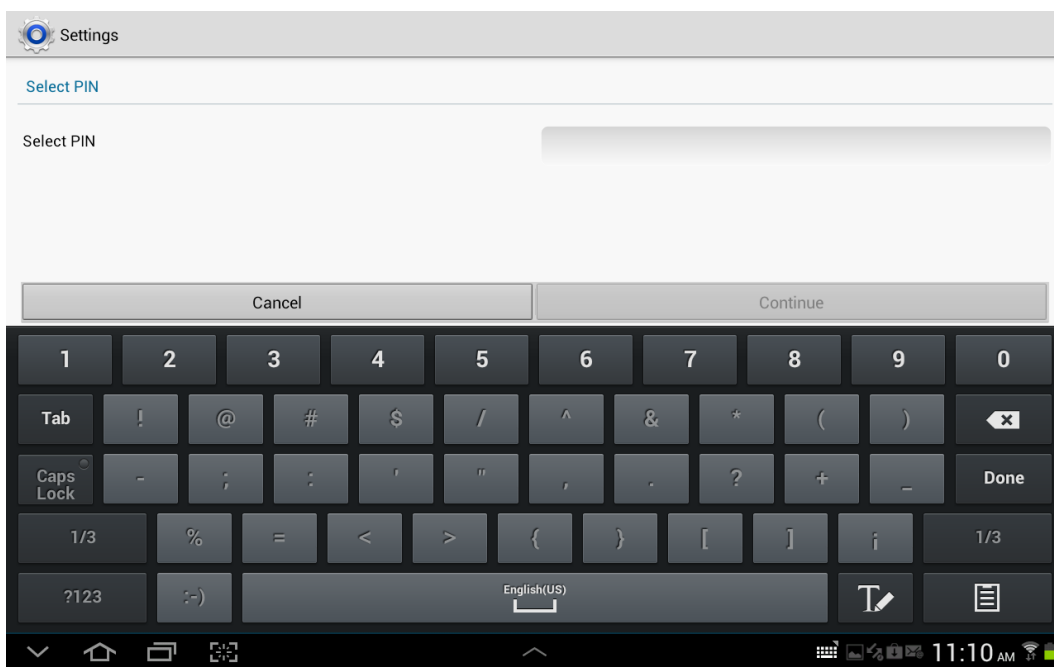 Settings
Select PIN
Select PIN
Cancel Continue
1 2 3 4 5 6 7 8 9 0
Tab ! @ # $ / ^ & * ( )
Caps Lock - ; : ' " , . ? + _ Done
1/3 % = < > { } [ ] ¡ 1/3
?123 :-) English(US)
11:10 AM